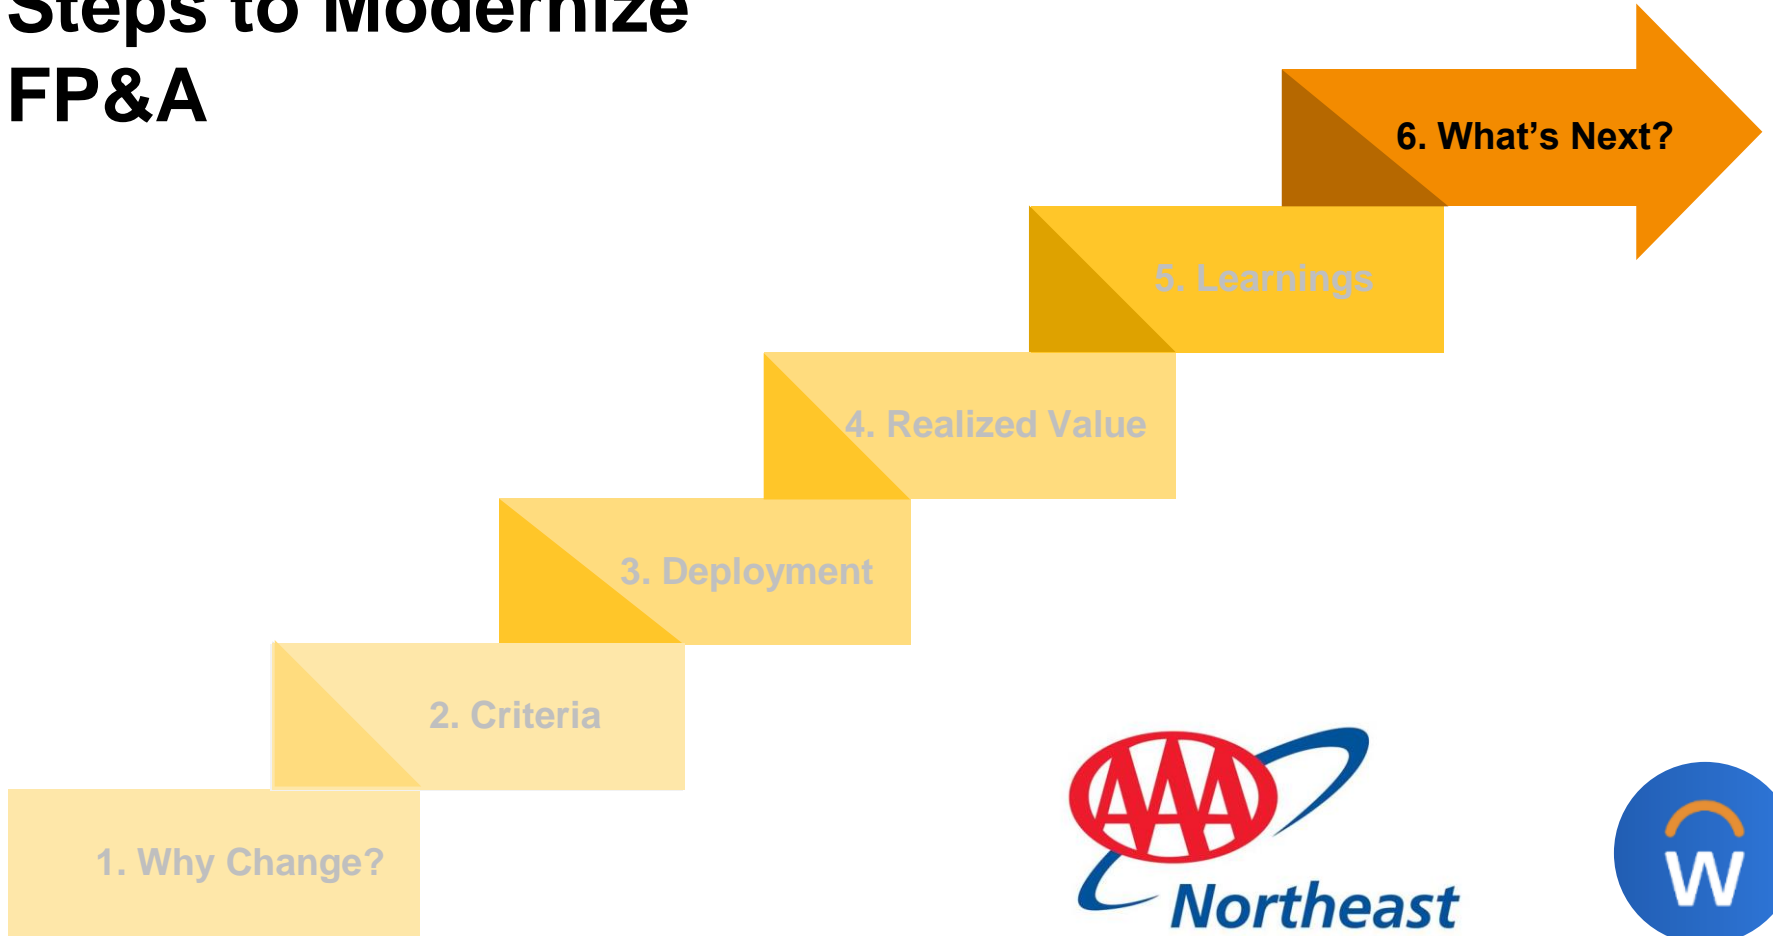 Steps to Modernize
FP&A
6. What’s Next?
5. Learnings
4. Realized Value
3. Deployment
2. Criteria
1. Why Change?
AAA
Northeast
W